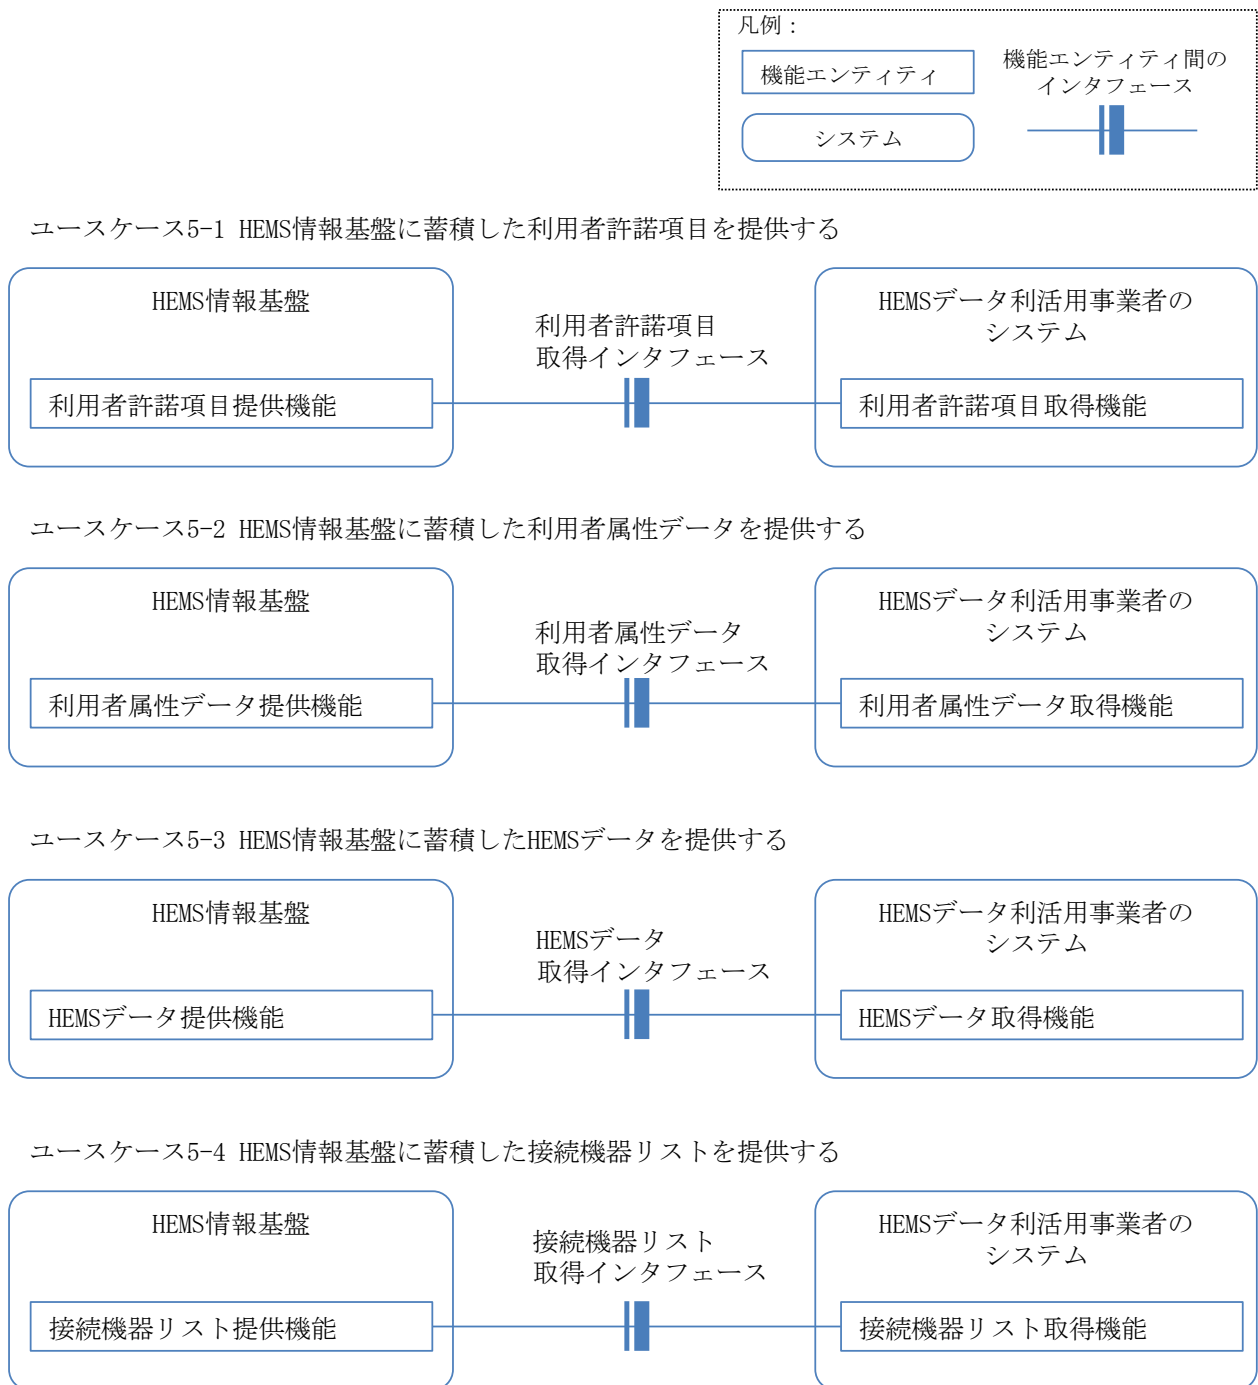 凡例：
機能エンティティ
システム
機能エンティティ間の
インタフェース
ユースケース5-1 HEMS情報基盤に蓄積した利用者許諾項目を提供する
HEMS情報基盤
利用者許諾項目提供機能
利用者許諾項目
取得インタフェース
HEMSデータ利活用事業者の
システム
利用者許諾項目取得機能
ユースケース5-2 HEMS情報基盤に蓄積した利用者属性データを提供する
HEMS情報基盤
利用者属性データ提供機能
利用者属性データ
取得インタフェース
HEMSデータ利活用事業者の
システム
利用者属性データ取得機能
ユースケース5-3 HEMS情報基盤に蓄積したHEMSデータを提供する
HEMS情報基盤
HEMSデータ提供機能
HEMSデータ
取得インタフェース
HEMSデータ利活用事業者の
システム
HEMSデータ取得機能
ユースケース5-4 HEMS情報基盤に蓄積した接続機器リストを提供する
HEMS情報基盤
接続機器リスト提供機能
接続機器リスト
取得インタフェース
HEMSデータ利活用事業者の
システム
接続機器リスト取得機能